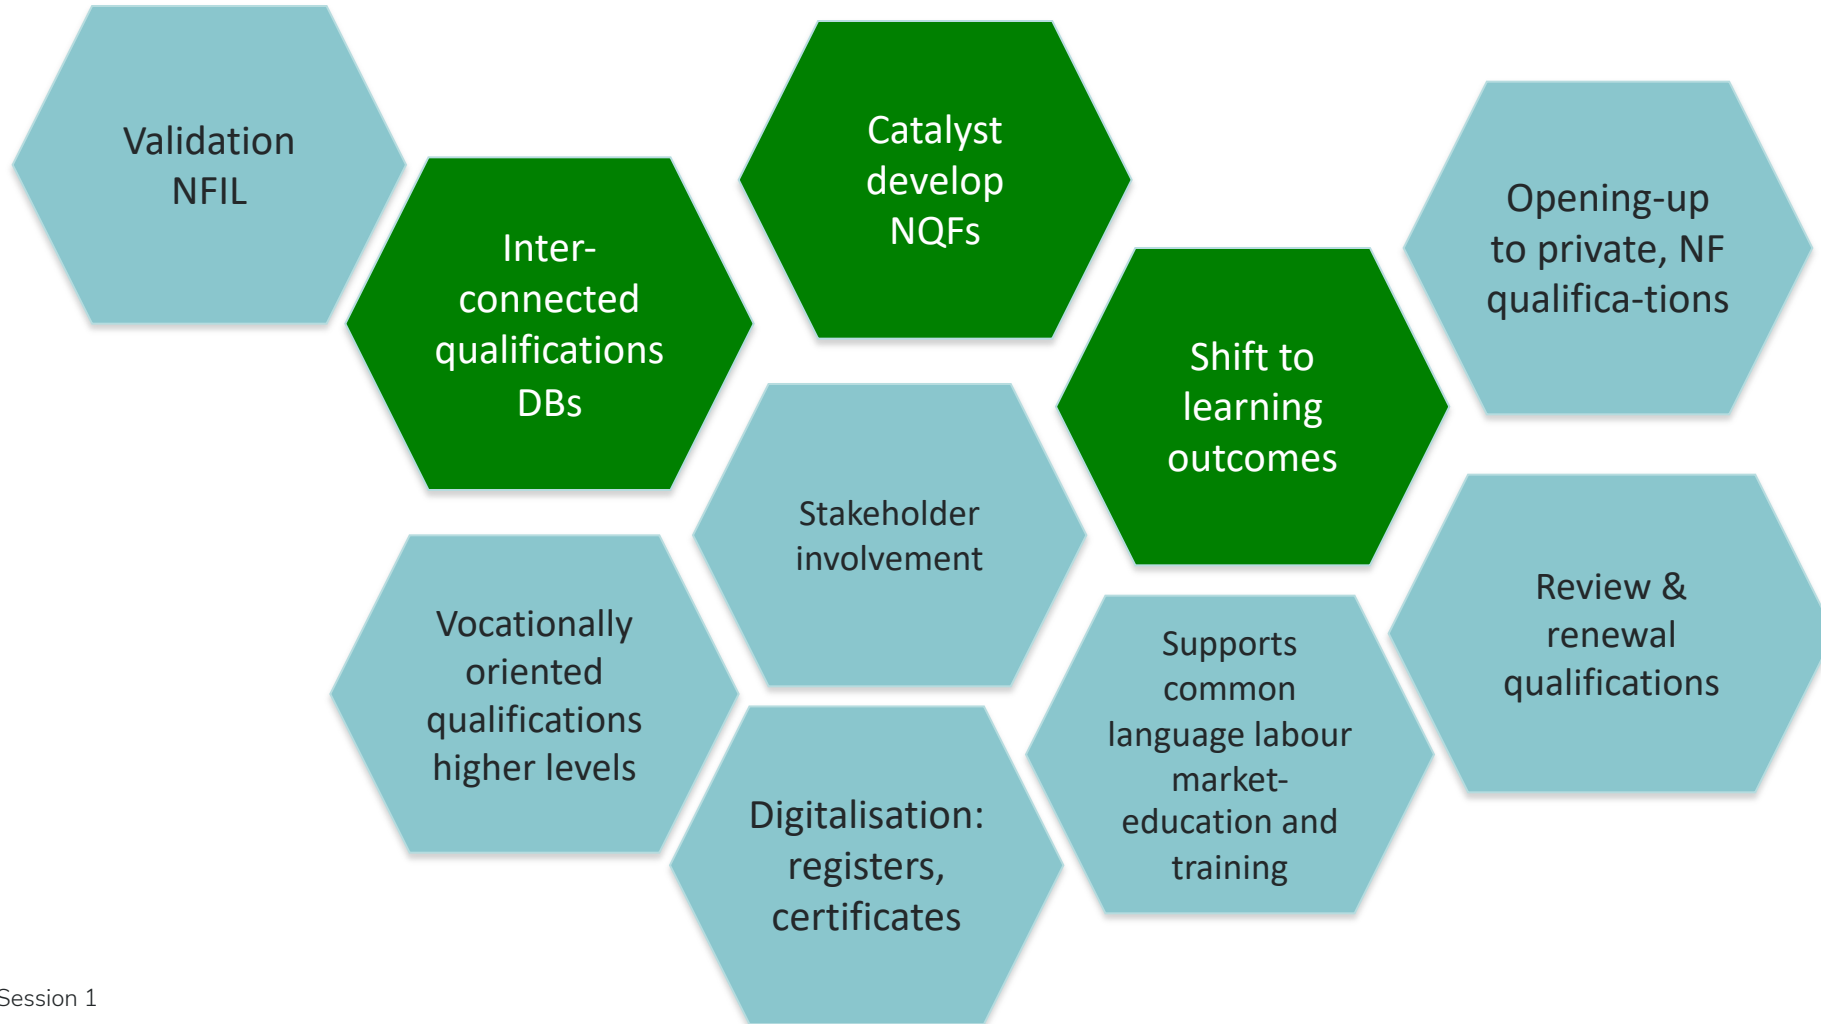 Validation
NFIL
Inter-
connected
qualifications
DBs
Catalyst
develop
NQFs
Shift to
learning
outcomes
Opening-up
to private, NF
qualifica-tions
Stakeholder
involvement
Vocationally
oriented
qualifications
higher levels
Digitalisation:
registers,
certificates
Supports
common
language labour
market-
education and
training
Review &
renewal
qualifications
Session 1